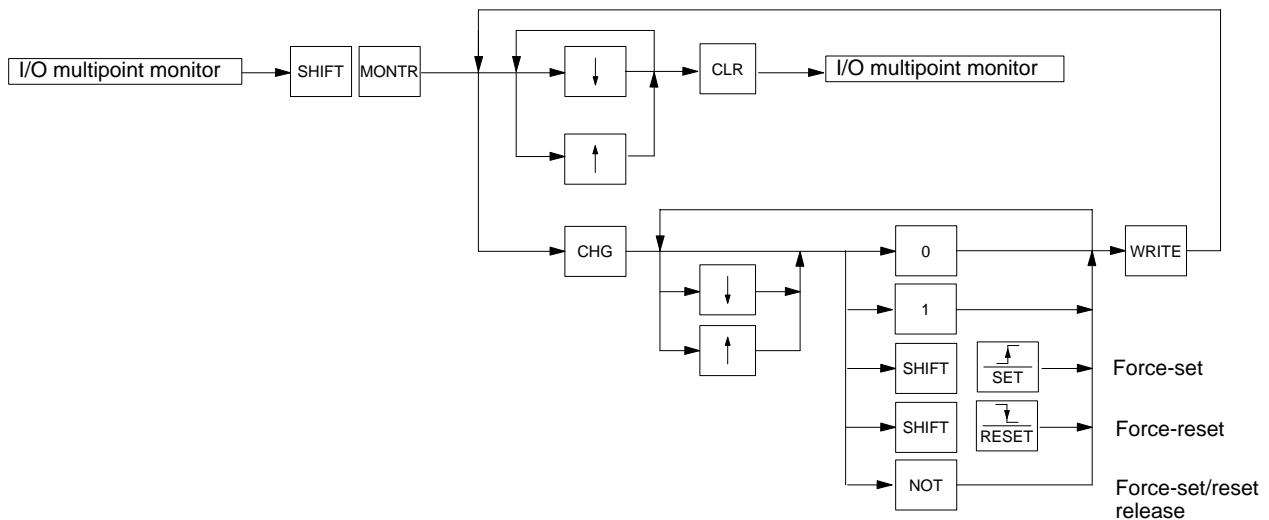 I/O multipoint monitor
SHIFT
MONTR
↓
CLR
I/O multipoint monitor
↑
CHG
0
WRITE
↓
1
↑
SHIFT
SET
Force-set
SHIFT
RESET
Force-reset
NOT
Force-set/reset
release